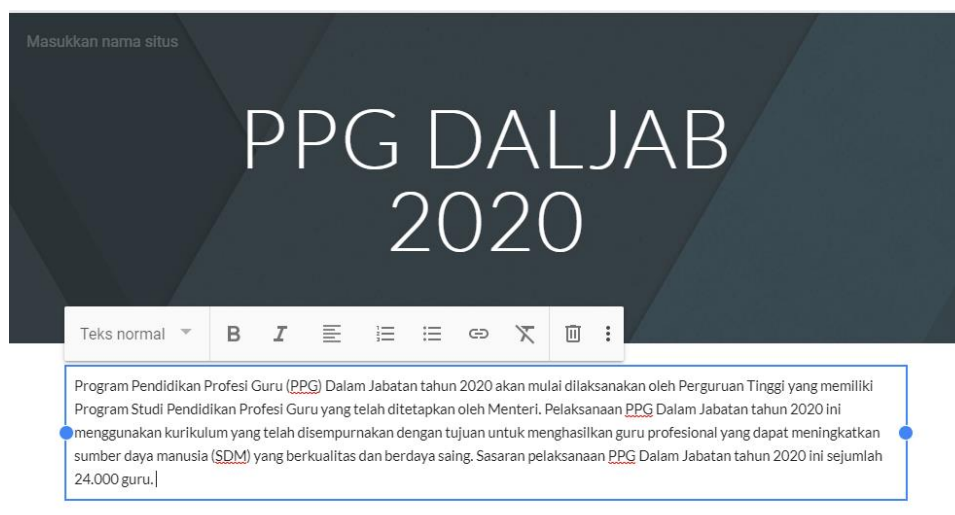 Masukkan nama situs
PPG DALJAB
2020
Teks normal
Program Pendidikan Profesi Guru (PPG) Dalam Jabatan tahun 2020 akan mulai dilaksanakan oleh Perguruan Tinggi yang memiliki
Program Studi Pendidikan Profesi Guru yang telah ditetapkan oleh Menteri. Pelaksanaan PPG Dalam Jabatan tahun 2020 ini
menggunakan kurikulum yang telah disempurnakan dengan tujuan untuk menghasilkan guru profesional yang dapat meningkatkan
sumber daya manusia (SDM) yang berkualitas dan berdaya saing. Sasaran pelaksanaan PPG Dalam Jabatan tahun 2020 ini sejumlah
24.000 guru.